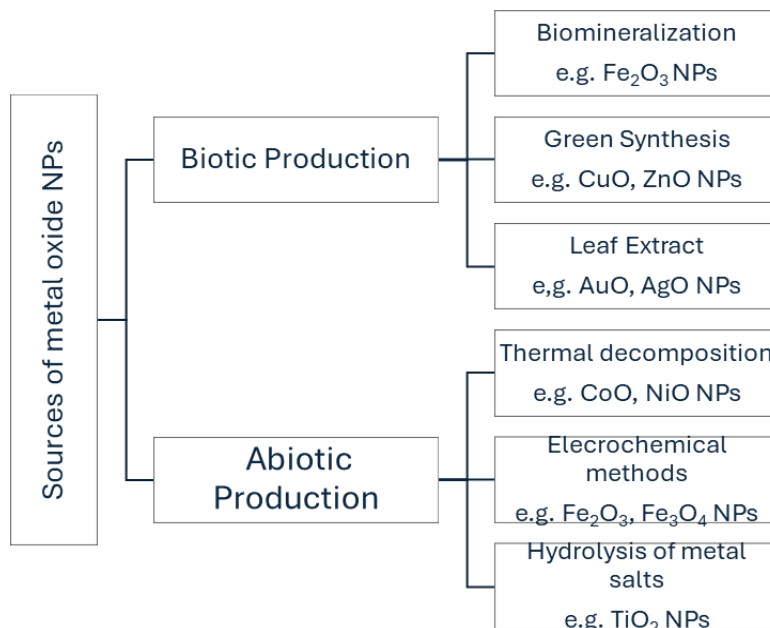 Sources of metal oxide NPs
Biotic Production
Biomineralization
e.g. Fe₂O₃ NPs
Green Synthesis
e.g. CuO, ZnO NPs
Leaf Extract
e,g. AuO, AgO NPs
Abiotic
Production
Thermal decomposition
e.g. CoO, NiO NPs
Elecrochemical
methods
e.g. Fe₂O₃, Fe₃O₄ NPs
Hydrolysis of metal
salts
e.g. TiO₂ NPs